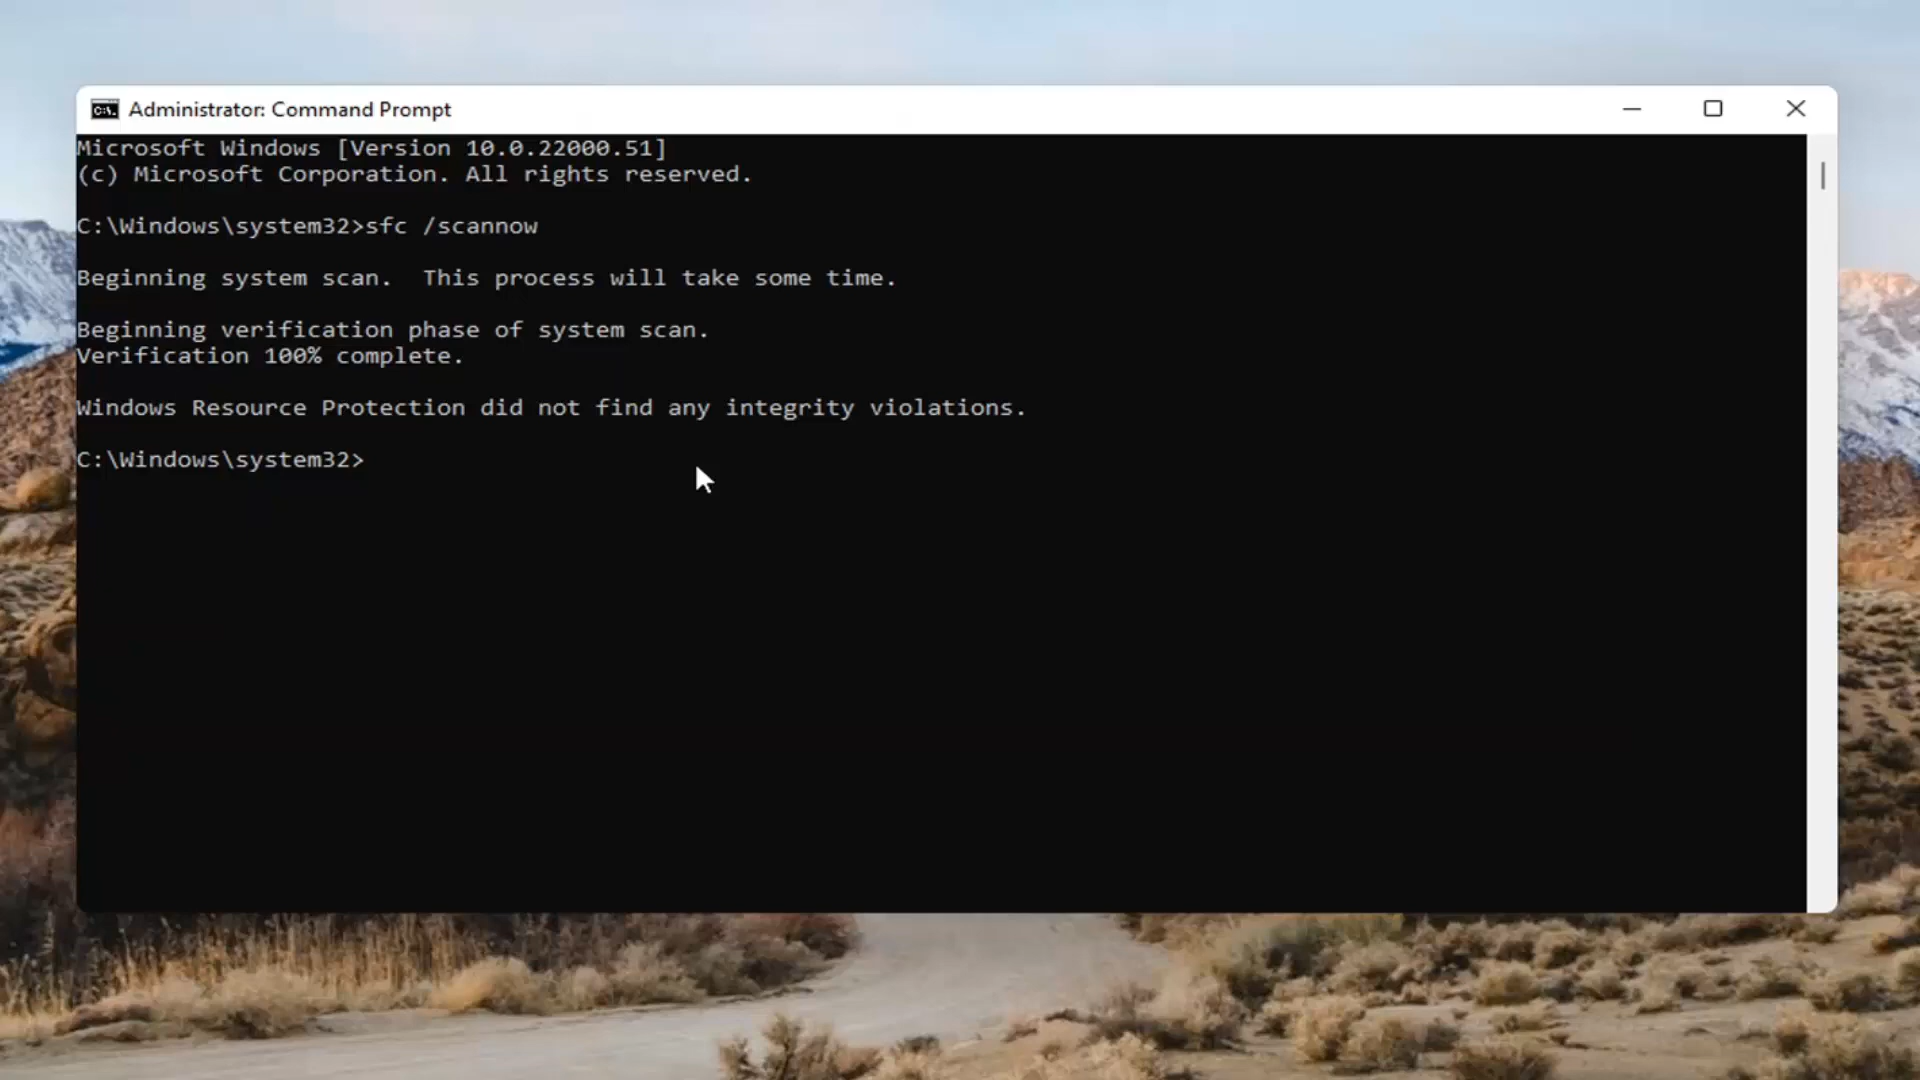 Administrator: Command Prompt
Microsoft Windows [Version 10.0.22000.51]
(c) Microsoft Corporation. All rights reserved.
C:\Windows\system32>sfc /scannow
Beginning system scan.  This process will take some time.
Beginning verification phase of system scan.
Verification 100% complete.
Windows Resource Protection did not find any integrity violations.
C:\Windows\system32>